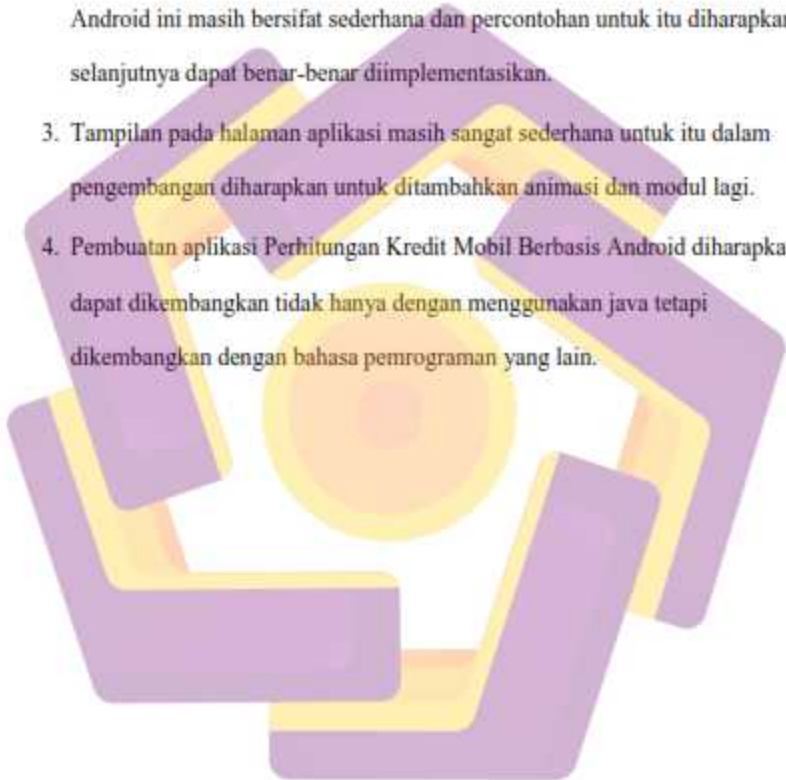 Android ini masih bersifat sederhana dan percontohan untuk itu diharapkan
selanjutnya dapat benar-benar diimplementasikan.
3. Tampilan pada halaman aplikasi masih sangat sederhana untuk itu dalam
pengembangan diharapkan untuk ditambahkan animasi dan modul lagi.
4. Pembuatan aplikasi Perhitungan Kredit Mobil Berbasis Android diharapka
dapat dikembangkan tidak hanya dengan menggunakan java tetapi
dikembangkan dengan bahasa pemrograman yang lain.